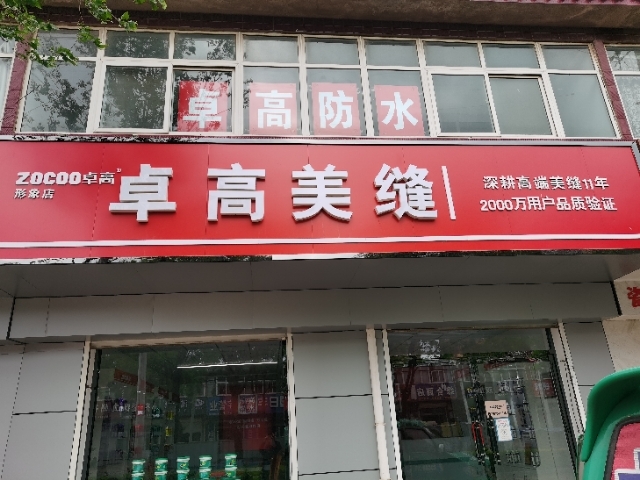 卓高防水
ZOCOO卓高
形象店
卓高美缝
深耕高端美缝11年
2000万用户品质验证